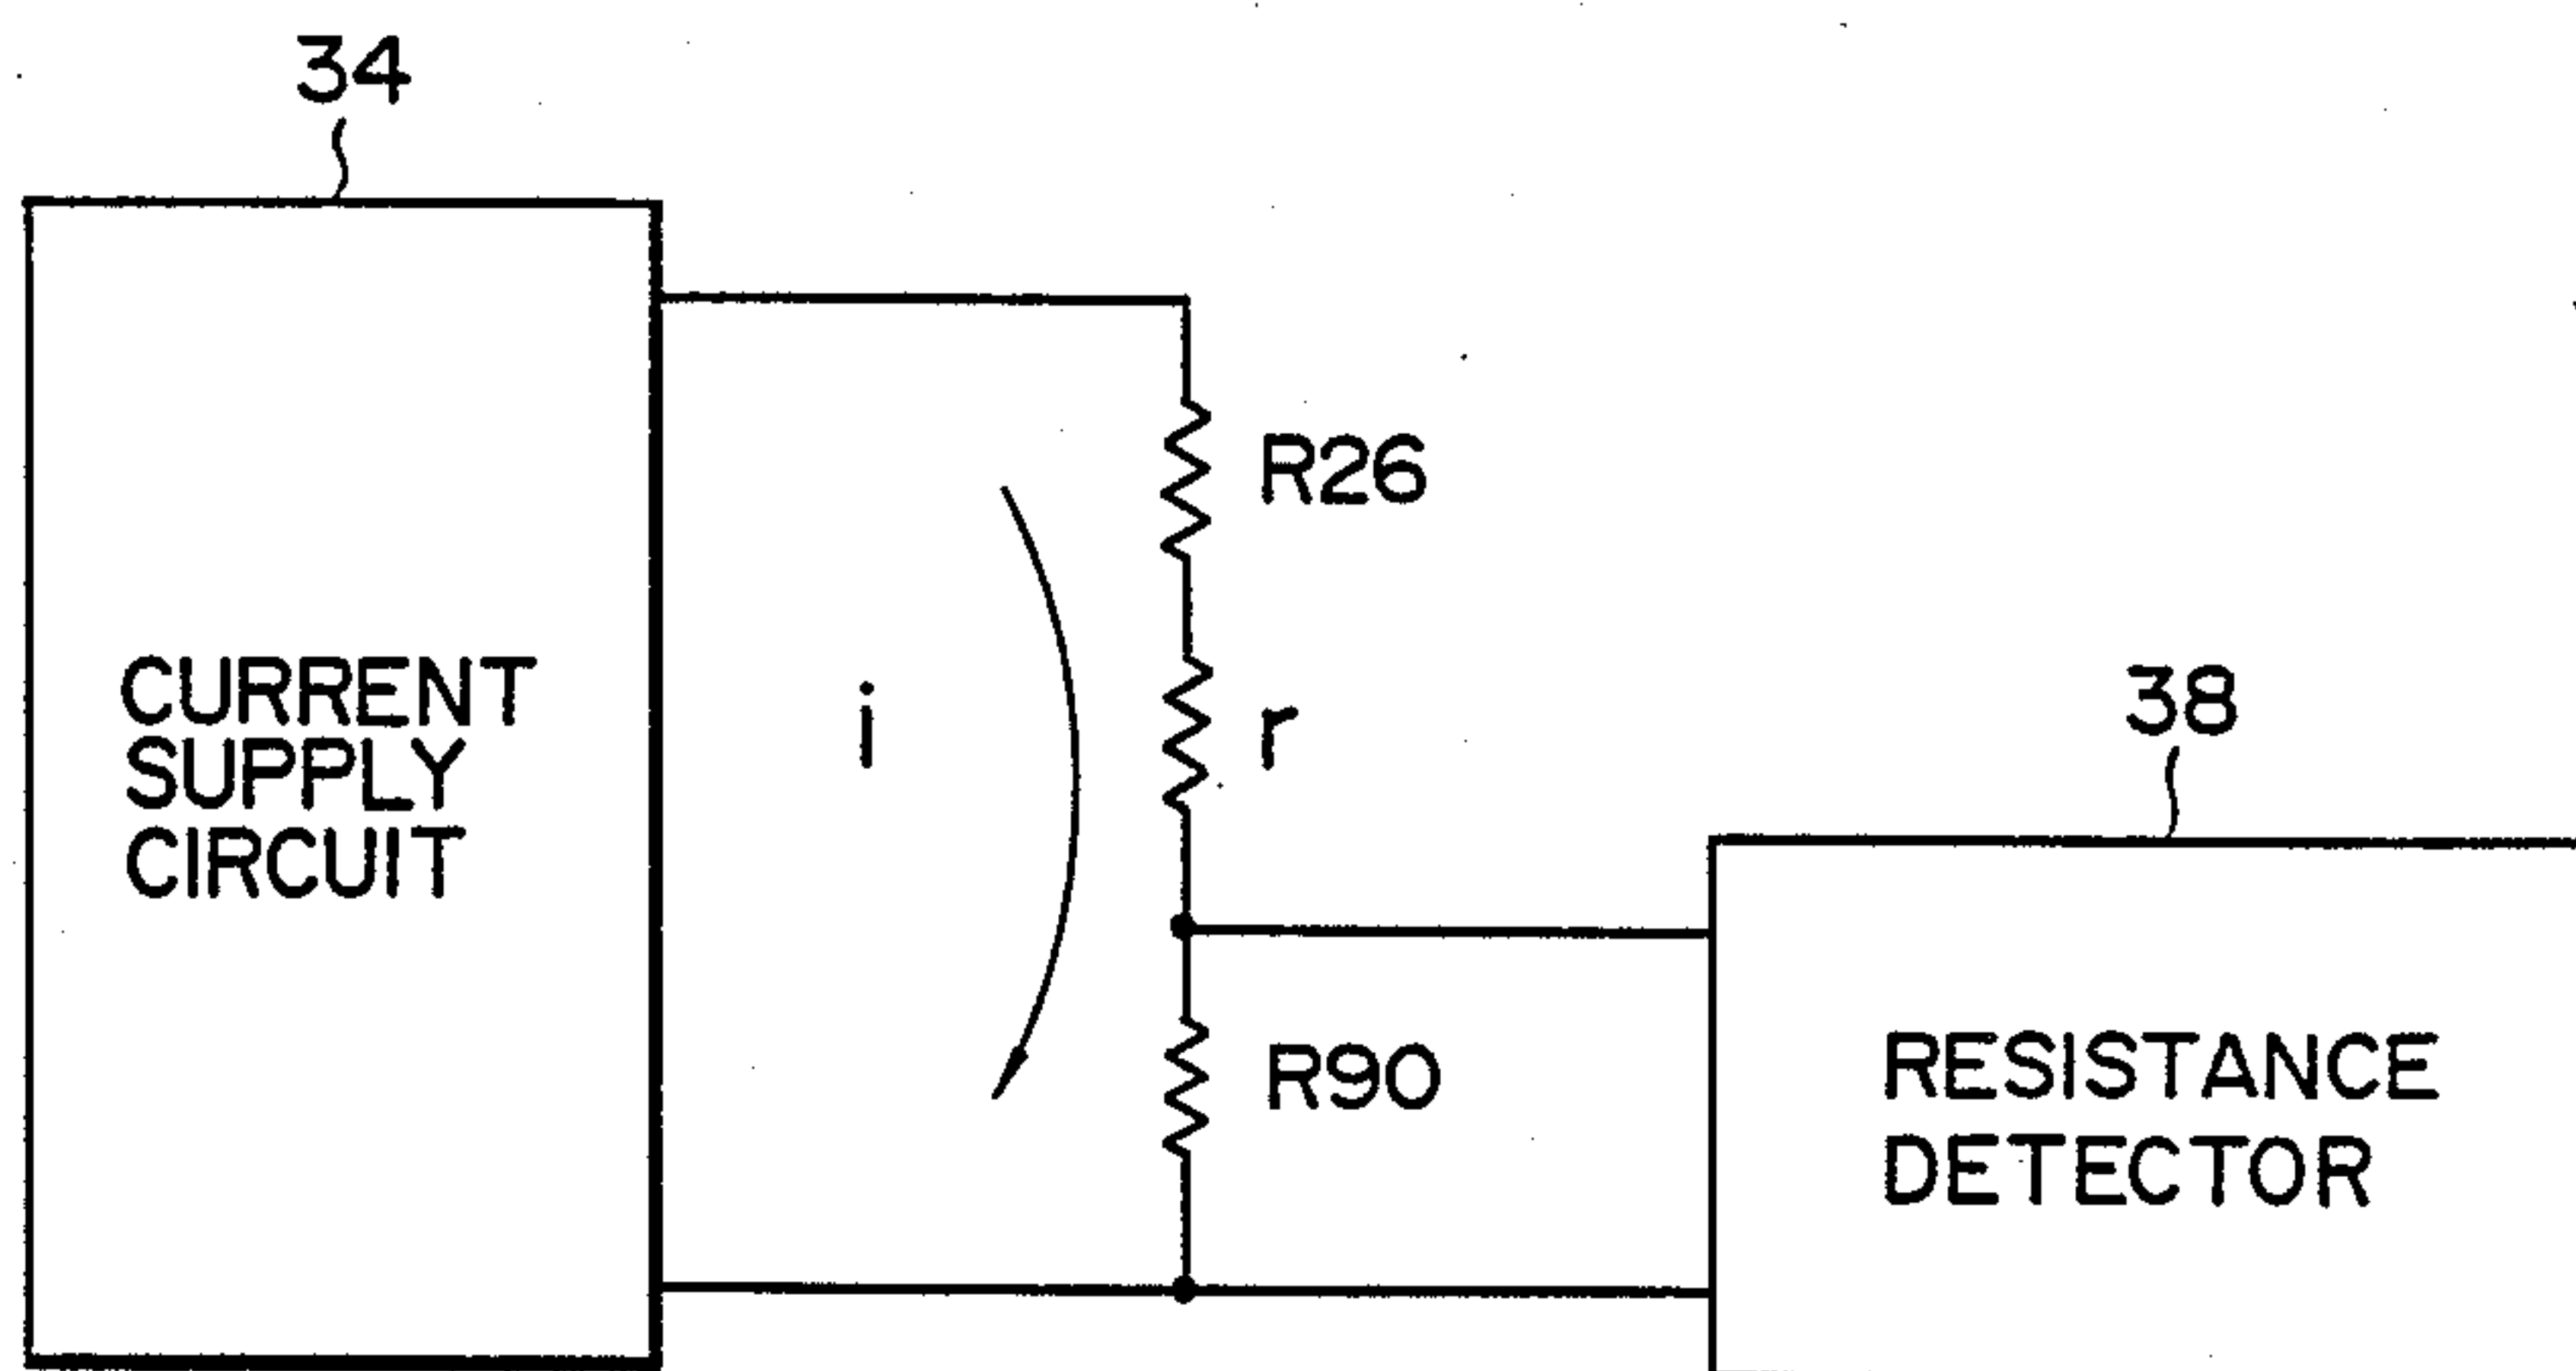 34
R26
CURRENT
SUPPLY
CIRCUIT
i
r
38
R90
RESISTANCE
DETECTOR